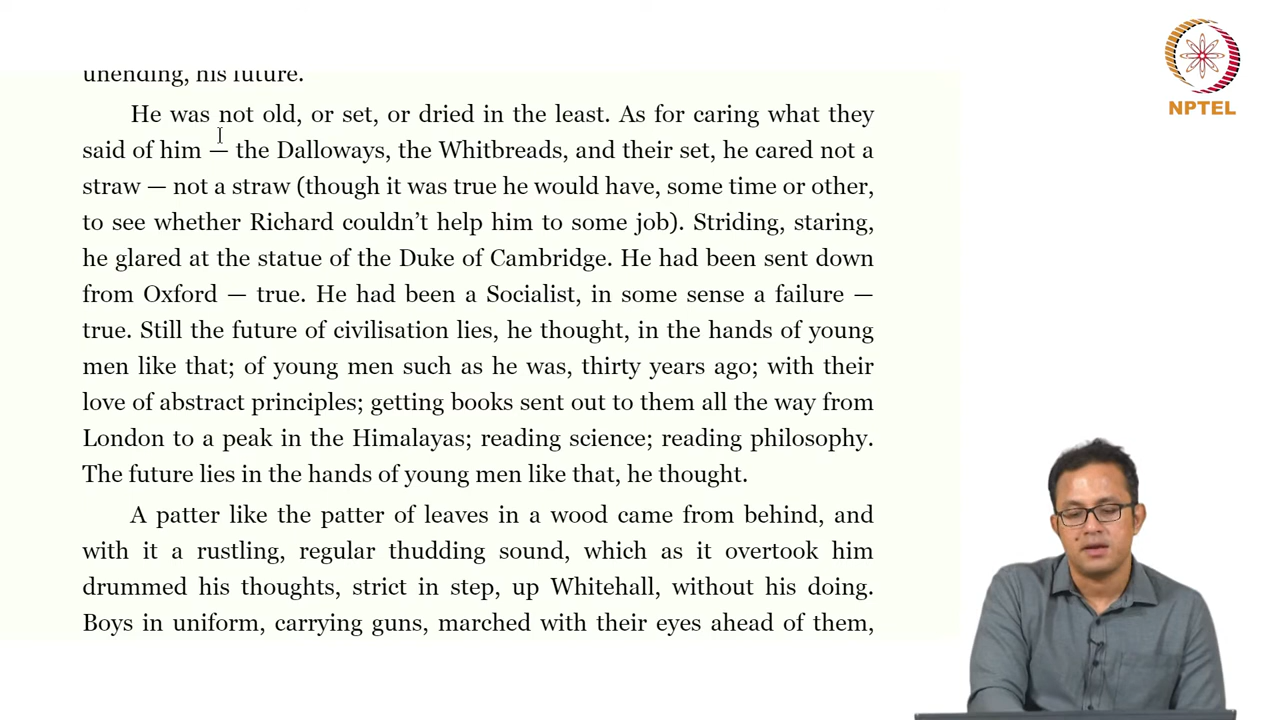 unending, his future.
He was not old, or set, or dried in the least. As for caring what they
said of him — the Dalloways, the Whitbreads, and their set, he cared not a
straw — not a straw (though it was true he would have, some time or other,
to see whether Richard couldn’t help him to some job). Striding, staring,
he glared at the statue of the Duke of Cambridge. He had been sent down
from Oxford — true. He had been a Socialist, in some sense a failure —
true. Still the future of civilisation lies, he thought, in the hands of young
men like that; of young men such as he was, thirty years ago; with their
love of abstract principles; getting books sent out to them all the way from
London to a peak in the Himalayas; reading science; reading philosophy.
The future lies in the hands of young men like that, he thought.
A patter like the patter of leaves in a wood came from behind, and
with it a rustling, regular thudding sound, which as it overtook him
drummed his thoughts, strict in step, up Whitehall, without his doing.
Boys in uniform, carrying guns, marched with their eyes ahead of them,
NPTEL